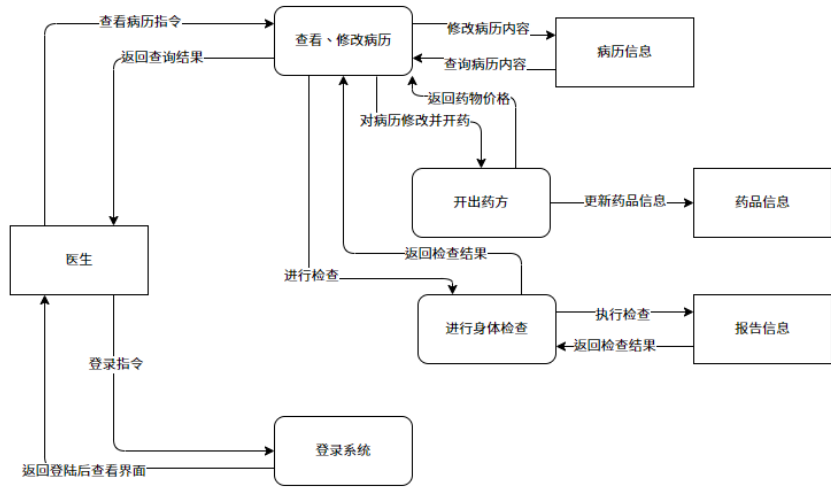 查看病历指令
查看、修改病历
修改病历内容
病历信息
返回查询结果
查询病历内容
返回药物价格
对病历修改并开药
开出药方
更新药品信息
药品信息
医生
返回检查结果
进行检查
进行身体检查
执行检查
报告信息
返回检查结果
登录指令
登录系统
返回登陆后查看界面